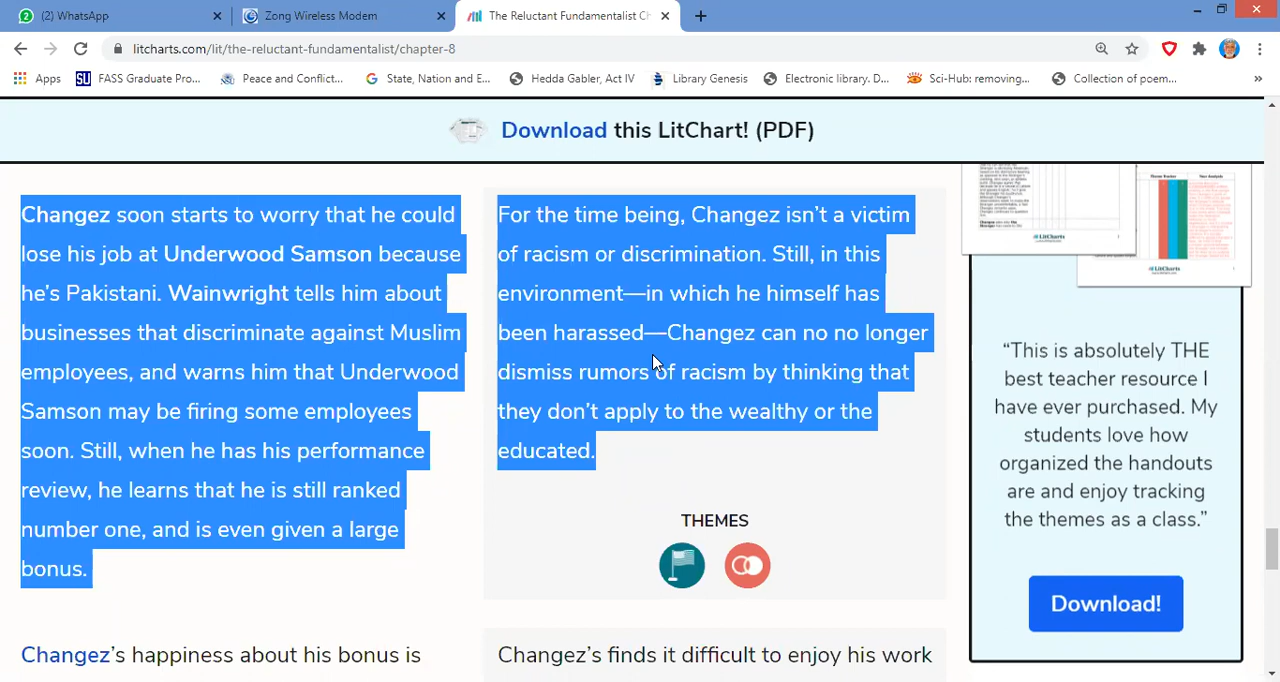 (2) WhatsApp
Zong Wireless Modem
The Reluctant Fundamentalist Ch
litcharts.com/lit/the-reluctant-fundamentalist/chapter-8
Apps
SU FASS Graduate Pro...
Peace and Conflict...
State, Nation and E...
Hedda Gabler, Act IV
Library Genesis
Electronic library. D...
Sci-Hub: removing...
Collection of poem...
»
Download this LitChart! (PDF)
Changez soon starts to worry that he could
lose his job at Underwood Samson because
he's Pakistani. Wainwright tells him about
businesses that discriminate against Muslim
employees, and warns him that Underwood
Samson may be firing some employees
soon. Still, when he has his performance
review, he learns that he is still ranked
number one, and is even given a large
bonus.
For the time being, Changez isn't a victim
of racism or discrimination. Still, in this
environment—in which he himself has
been harassed—Changez can no no longer
dismiss rumors of racism by thinking that
they don't apply to the wealthy or the
educated.
THEMES
Changez's happiness about his bonus is
Changez's finds it difficult to enjoy his work
LitCharts
LitCharts
"This is absolutely THE
best teacher resource I
have ever purchased. My
students love how
organized the handouts
are and enjoy tracking
the themes as a class."
Download!